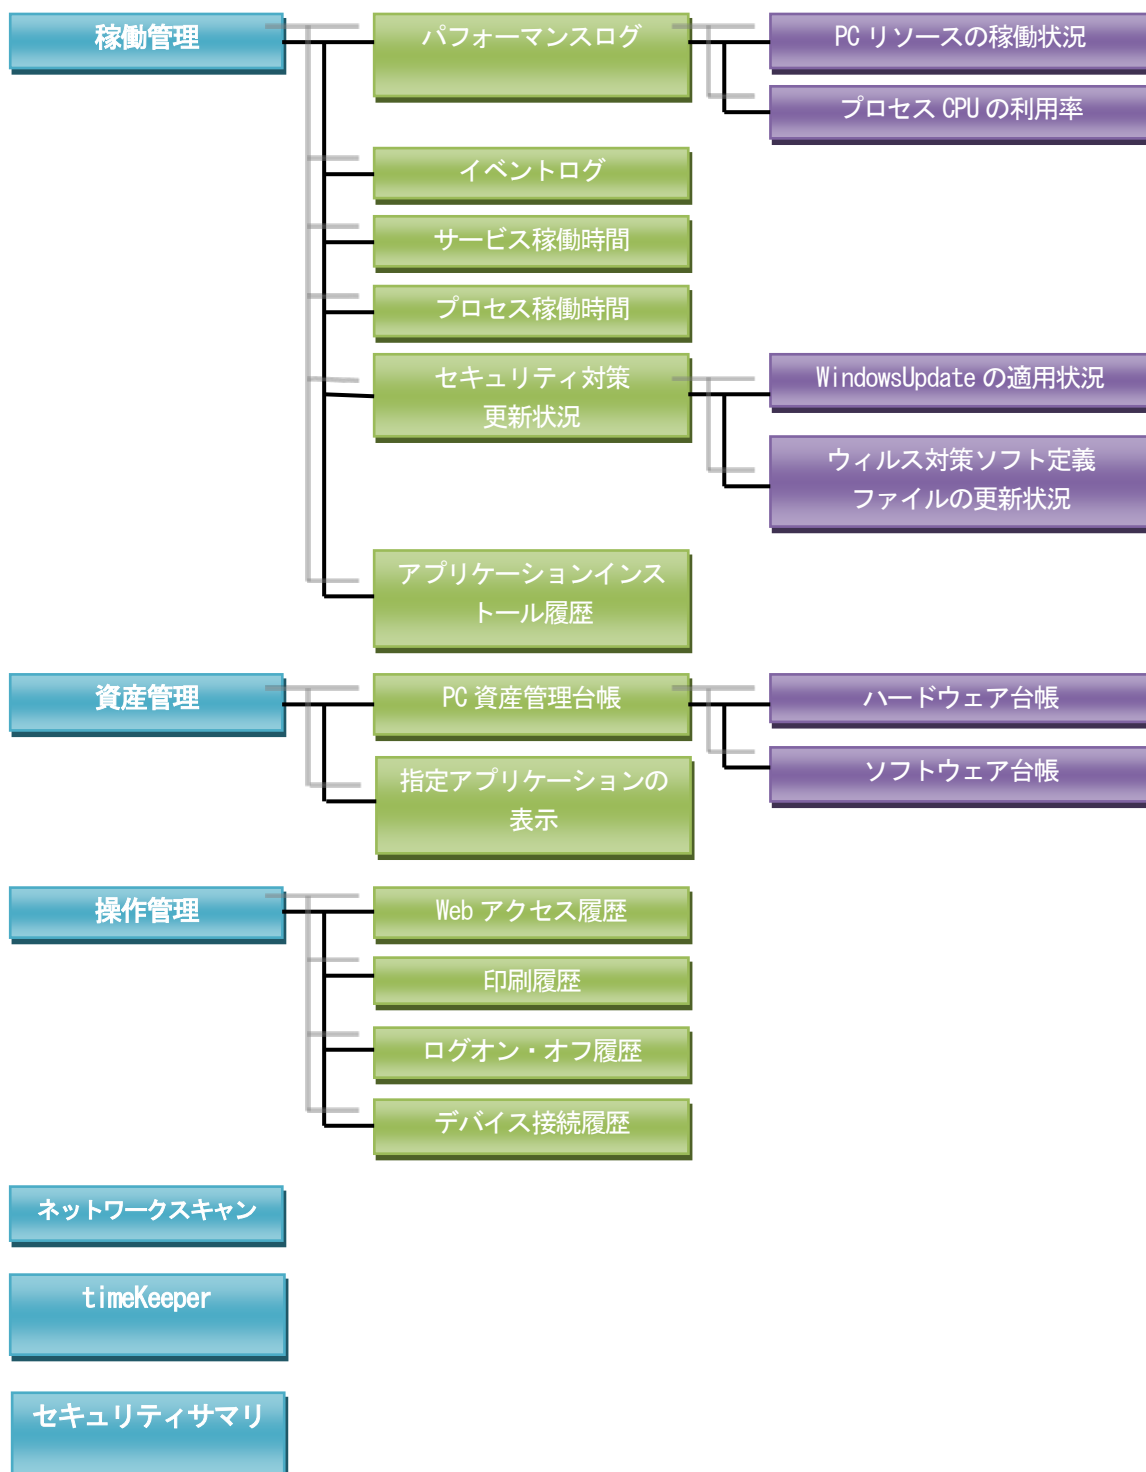 稼働管理
パフォーマンスログ
PC リソースの稼働状況
プロセス CPU の利用率
イベントログ
サービス稼働時間
プロセス稼働時間
セキュリティ対策
更新状況
WindowsUpdate の適用状況
ウィルス対策ソフト定義
ファイルの更新状況
アプリケーションインス
トール履歴
資産管理
PC 資産管理台帳
ハードウェア台帳
ソフトウェア台帳
指定アプリケーションの
表示
操作管理
Web アクセス履歴
印刷履歴
ログオン・オフ履歴
デバイス接続履歴
ネットワークスキャン
timeKeeper
セキュリティサマリ